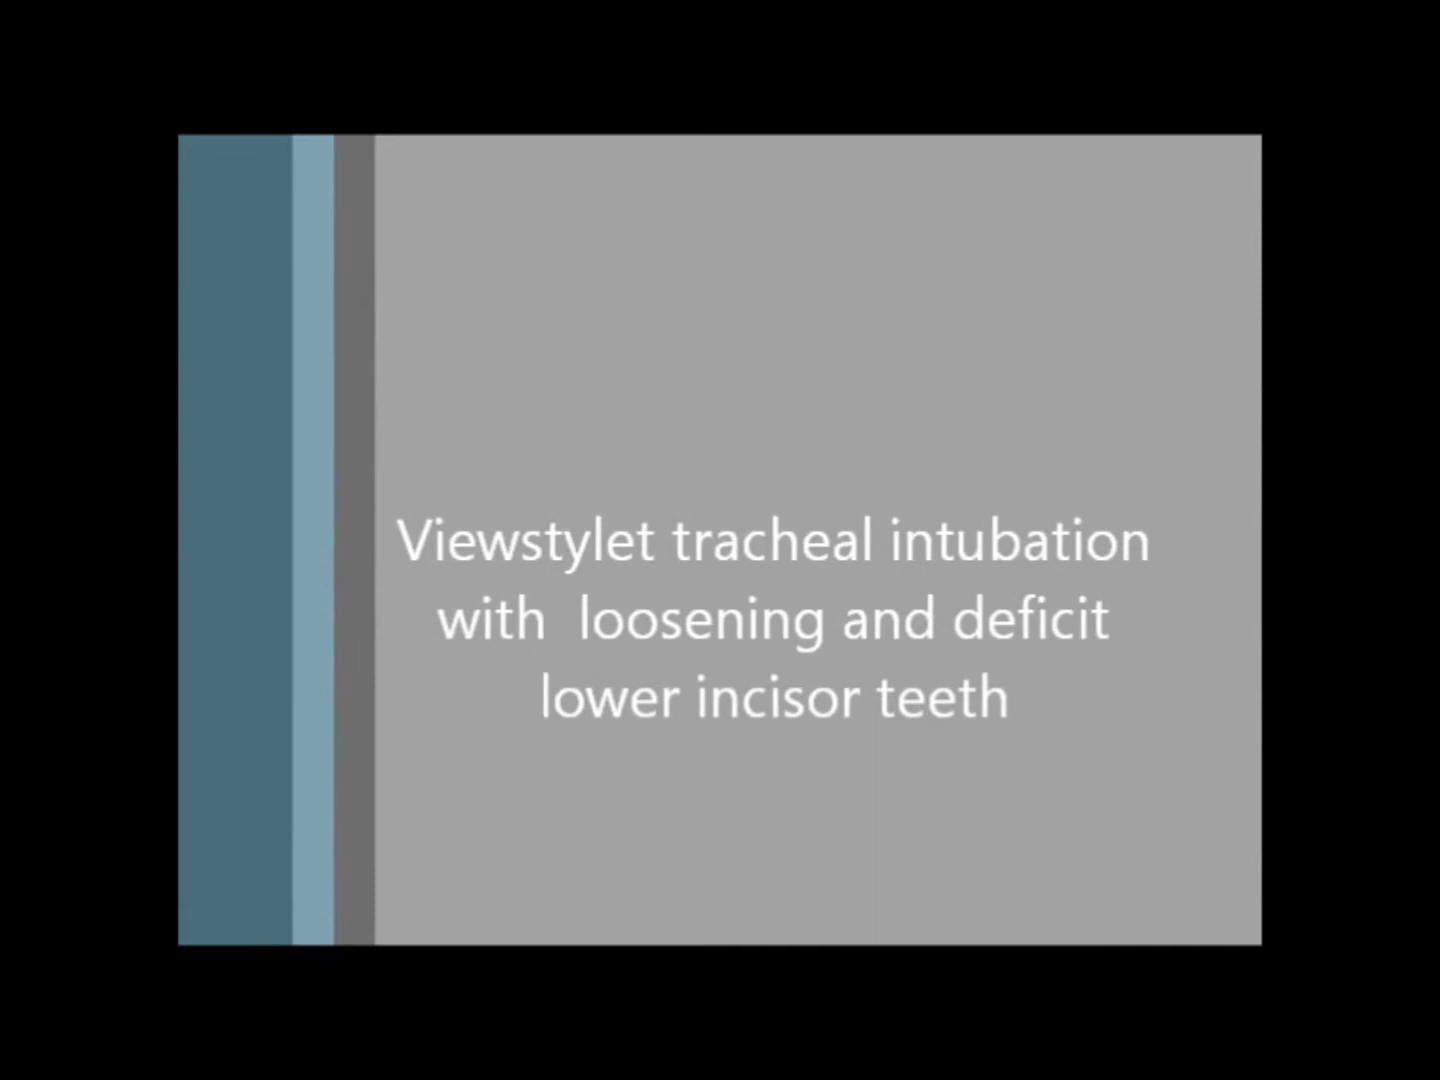 Viewstylet tracheal intubation
with  loosening and deficit
lower incisor teeth